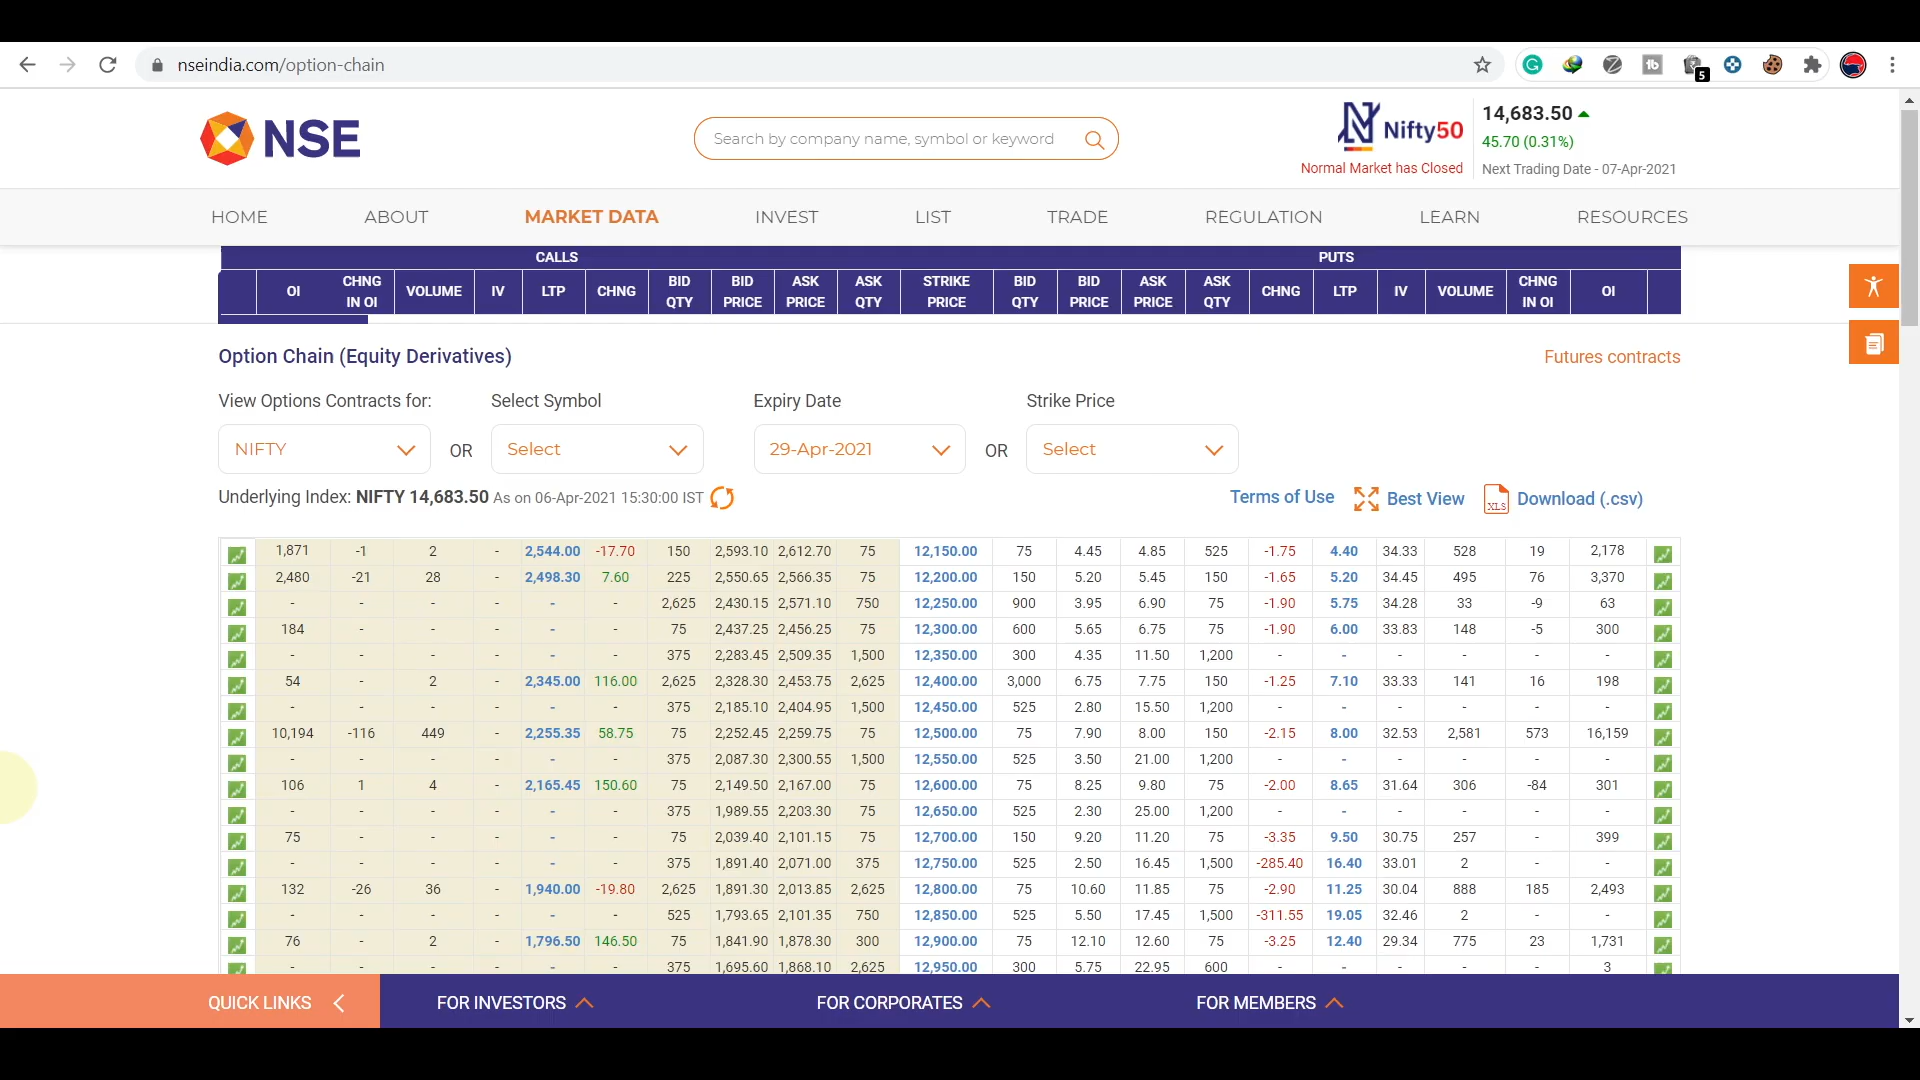 nseindia.com/option-chain
5
NSE
Search by company name, symbol or keyword
Nifty50
14,683.50
45.70 (0.31%)
Normal Market has Closed
Next Trading Date - 07-Apr-2021
HOME ABOUT MARKET DATA INVEST LIST TRADE REGULATION LEARN RESOURCES
CALLS PUTS
OI CHNG IN OI VOLUME IV LTP CHNG BID QTY BID PRICE ASK PRICE ASK QTY STRIKE PRICE BID QTY BID PRICE ASK PRICE ASK QTY CHNG LTP IV VOLUME CHNG IN OI OI
Option Chain (Equity Derivatives) Futures contracts
View Options Contracts for: Select Symbol Expiry Date Strike Price
NIFTY OR Select 29-Apr-2021 OR Select
Underlying Index: NIFTY 14,683.50 As on 06-Apr-2021 15:30:00 IST Terms of Use Best View XLS Download (.csv)
1,871 -1 2 - 2,544.00 -17.70 150 2,593.10 2,612.70 75 12,150.00 75 4.45 4.85 525 -1.75 4.40 34.33 528 19 2,178
2,480 -21 28 - 2,498.30 7.60 225 2,550.65 2,566.35 75 12,200.00 150 5.20 5.45 150 -1.65 5.20 34.45 495 76 3,370
- - - - - - 2,625 2,430.15 2,571.10 750 12,250.00 900 3.95 6.90 75 -1.90 5.75 34.28 33 -9 63
184 - - - - - 75 2,437.25 2,456.25 75 12,300.00 600 5.65 6.75 75 -1.90 6.00 33.83 148 -5 300
- - - - - - 375 2,283.45 2,509.35 1,500 12,350.00 300 4.35 11.50 1,200 - - - - - -
54 - 2 - 2,345.00 116.00 2,625 2,328.30 2,453.75 2,625 12,400.00 3,000 6.75 7.75 150 -1.25 7.10 33.33 141 16 198
- - - - - - 375 2,185.10 2,404.95 1,500 12,450.00 525 2.80 15.50 1,200 - - - - - -
10,194 -116 449 - 2,255.35 58.75 75 2,252.45 2,259.75 75 12,500.00 75 7.90 8.00 150 -2.15 8.00 32.53 2,581 573 16,159
- - - - - - 375 2,087.30 2,300.55 1,500 12,550.00 525 3.50 21.00 1,200 - - - - - -
106 1 4 - 2,165.45 150.60 75 2,149.50 2,167.00 75 12,600.00 75 8.25 9.80 75 -2.00 8.65 31.64 306 -84 301
- - - - - - 375 1,989.55 2,203.30 75 12,650.00 525 2.30 25.00 1,200 - - - - - -
75 - - - - - 75 2,039.40 2,101.15 75 12,700.00 150 9.20 11.20 75 -3.35 9.50 30.75 257 - 399
- - - - - - 375 1,891.40 2,071.00 375 12,750.00 525 2.50 16.45 1,500 -285.40 16.40 33.01 2 - -
132 -26 36 - 1,940.00 -19.80 2,625 1,891.30 2,013.85 2,625 12,800.00 75 10.60 11.85 75 -2.90 11.25 30.04 888 185 2,493
- - - - - - 525 1,793.65 2,101.35 750 12,850.00 525 5.50 17.45 1,500 -311.55 19.05 32.46 2 - -
76 - 2 - 1,796.50 146.50 75 1,841.90 1,878.30 300 12,900.00 75 12.10 12.60 75 -3.25 12.40 29.34 775 23 1,731
- - - - - - 375 1,695.60 1,868.10 2,625 12,950.00 300 5.75 22.95 600 - - - - - 3
QUICK LINKS FOR INVESTORS FOR CORPORATES FOR MEMBERS